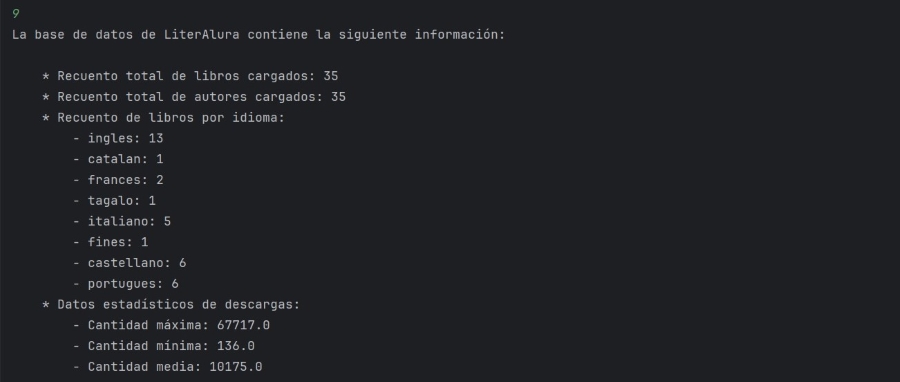 9
La base de datos de LiterAlura contiene la siguiente información:
* Recuento total de libros cargados: 35
* Recuento total de autores cargados: 35
* Recuento de libros por idioma:
- ingles: 13
- catalan: 1
- frances: 2
- tagalo: 1
- italiano: 5
- fines: 1
- castellano: 6
- portugues: 6
* Datos estadísticos de descargas:
- Cantidad máxima: 67717.0
- Cantidad mínima: 136.0
- Cantidad media: 10175.0